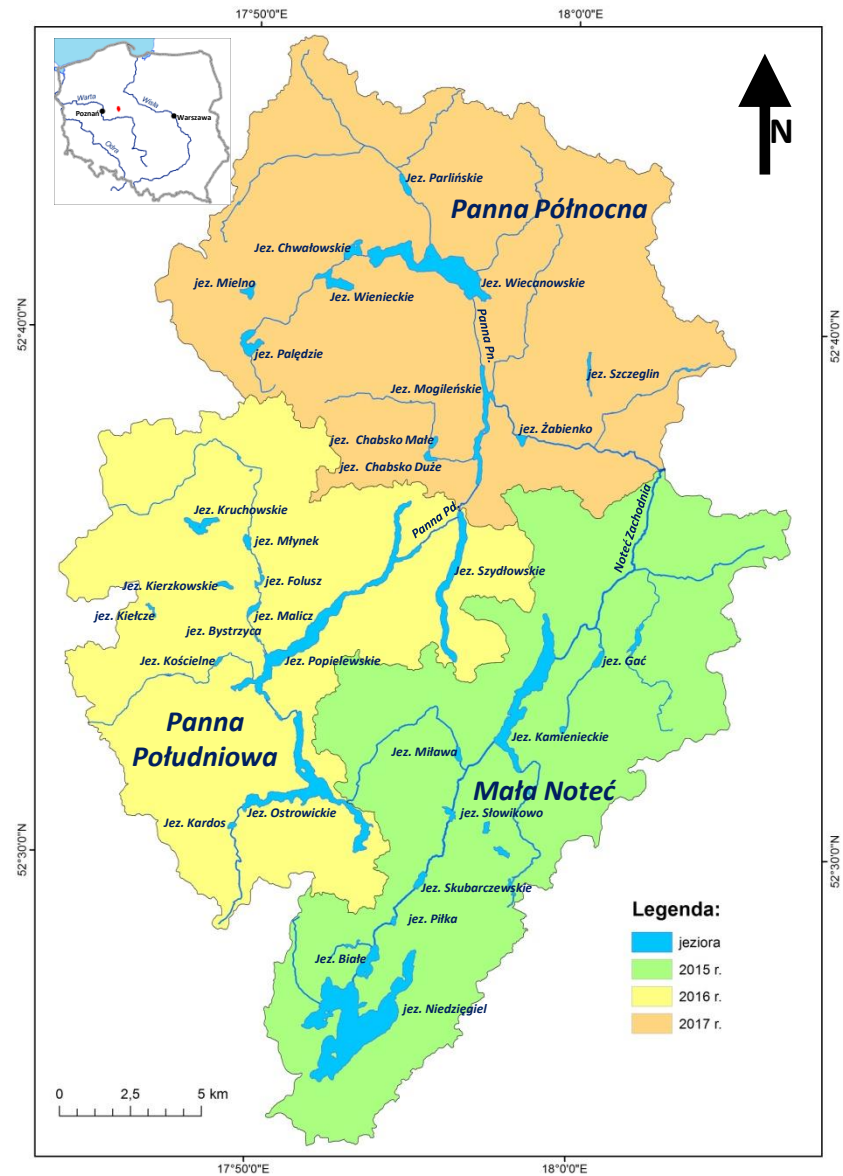 17°50'0"E
18°0'0"E
Warta
Wisła
Poznań
Warszawa
Odra
N
Jez. Parlińskie
Panna Północna
Jez. Chwałowskie
jez. Mielno
Jez. Wienieckie
Jez. Wiecanowskie
52°40'0"N
52°40'0"N
Panna Pn.
jez. Palędzie
jez. Szczeglin
Jez. Mogileńskie
jez. Żabienko
jez. Chabsko Małe
jez. Chabsko Duże
Noteć Zachodnia
Panna Pd.
Jez. Kruchowskie
jez. Młynek
Jez. Szydłowskie
jez. Folusz
Jez. Kierzkowskie
jez. Kiełcze
jez. Malicz
jez. Bystrzyca
Jez. Kościelne
Jez. Popielewskie
jez. Gać
Panna
Południowa
Jez. Kamienieckie
Jez. Miława
Mała Noteć
Jez. Ostrowickie
jez. Słowikowo
Jez. Kardos
52°30'0"N
52°30'0"N
Jez. Skubarczewskie
jez. Piłka
Jez. Białe
jez. Niedzięgiel
Legenda:
jeziora
2015 r.
2016 r.
2017 r.
0 2,5 5 km
17°50'0"E
18°0'0"E